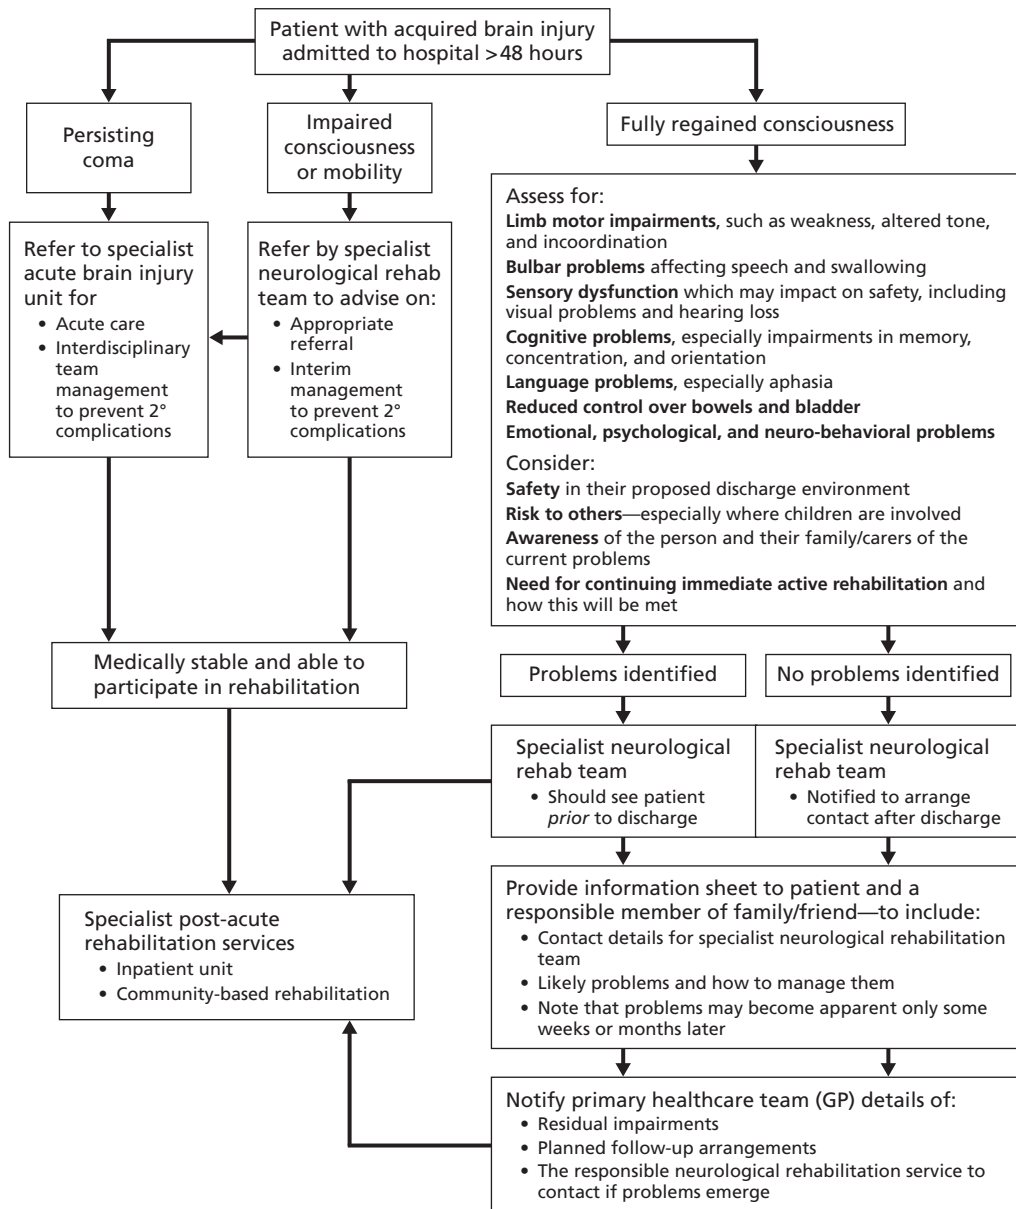 Patient with acquired brain injury
admitted to hospital >48 hours
Persisting
coma
Impaired
consciousness
or mobility
Fully regained consciousness
Refer to specialist
acute brain injury
unit for
• Acute care
• Interdisciplinary
team
management
to prevent 2°
complications
Refer by specialist
neurological rehab
team to advise on:
• Appropriate
referral
• Interim
management
to prevent 2°
complications
Assess for:
Limb motor impairments, such as weakness, altered tone,
and incoordination
Bulbar problems affecting speech and swallowing
Sensory dysfunction which may impact on safety, including
visual problems and hearing loss
Cognitive problems, especially impairments in memory,
concentration, and orientation
Language problems, especially aphasia
Reduced control over bowels and bladder
Emotional, psychological, and neuro-behavioral problems
Consider:
Safety in their proposed discharge environment
Risk to others—especially where children are involved
Awareness of the person and their family/carers of the
current problems
Need for continuing immediate active rehabilitation and
how this will be met
Medically stable and able to
participate in rehabilitation
Problems identified
No problems identified
Specialist neurological
rehab team
• Should see patient
prior to discharge
Specialist neurological
rehab team
• Notified to arrange
contact after discharge
Specialist post-acute
rehabilitation services
• Inpatient unit
• Community-based rehabilitation
Provide information sheet to patient and a
responsible member of family/friend—to include:
• Contact details for specialist neurological rehabilitation
team
• Likely problems and how to manage them
• Note that problems may become apparent only some
weeks or months later
Notify primary healthcare team (GP) details of:
• Residual impairments
• Planned follow-up arrangements
• The responsible neurological rehabilitation service to
contact if problems emerge